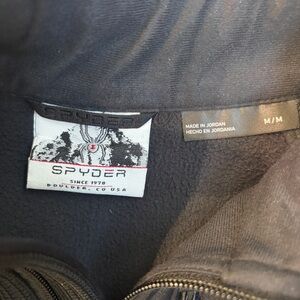 SPYDER
SINCE 1978
BOULDER, CO USA
MADE IN JORDAN
HECHO EN JORDANIA
M/M